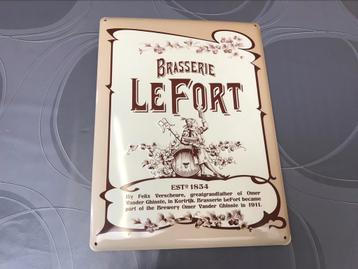 BRASSERIE
LEFORT
ESTD 1834
By Felix Verscheure, greatgrandfather of Omer
Vander Ghinste, in Kortrijk. Brasserie LeFort became
part of the Brewery Omer Vander Ghinste in 1911.